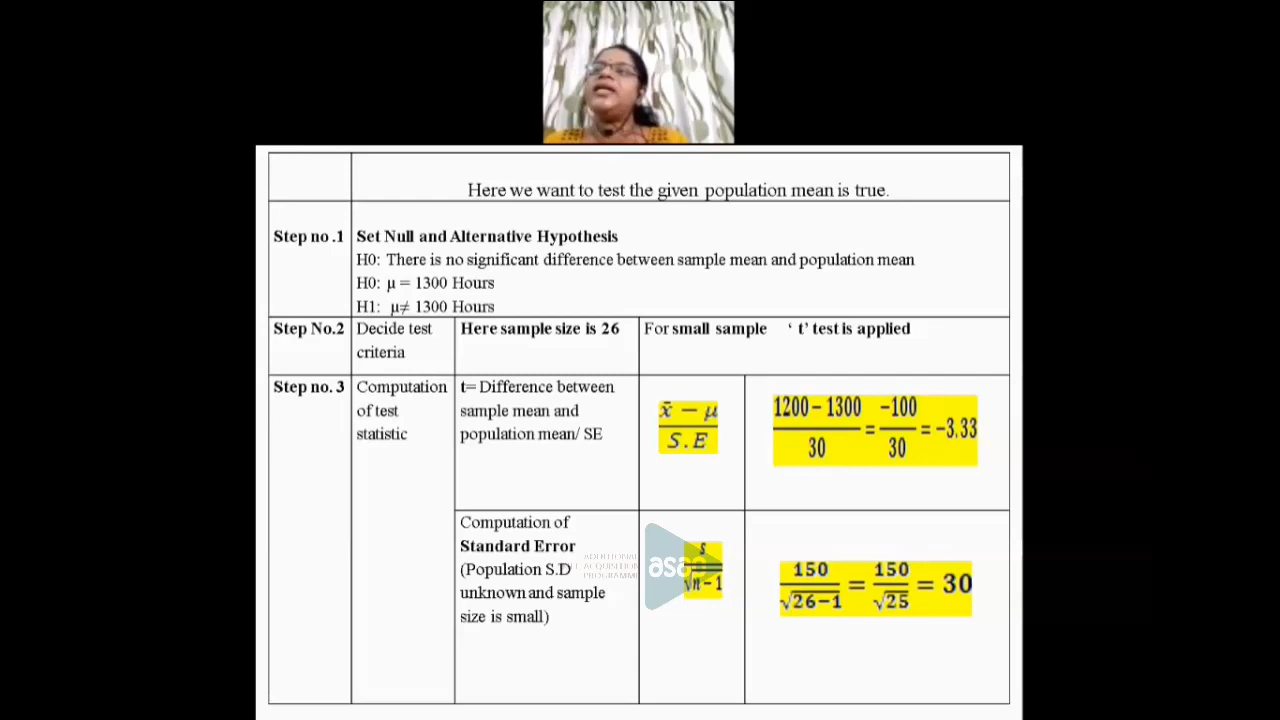 Here we want to test the given population mean is true.
Step no .1
Set Null and Alternative Hypothesis
H0: There is no significant difference between sample mean and population mean
H0: μ = 1300 Hours
H1: μ≠ 1300 Hours
Step No.2
Decide test
criteria
Here sample size is 26
For small sample ‘ t’ test is applied
Step no. 3
Computation
of test
statistic
t= Difference between
sample mean and
population mean/ SE
x̄ − μ
S.E
1200 − 1300
30
=
−100
30
= −3.33
Computation of
Standard Error
(Population S.D
unknown and sample
size is small)
ADDITIONAL
ACQUISITION
PROGRAMME
s
√n − 1
150
√26−1
=
150
√25
= 30